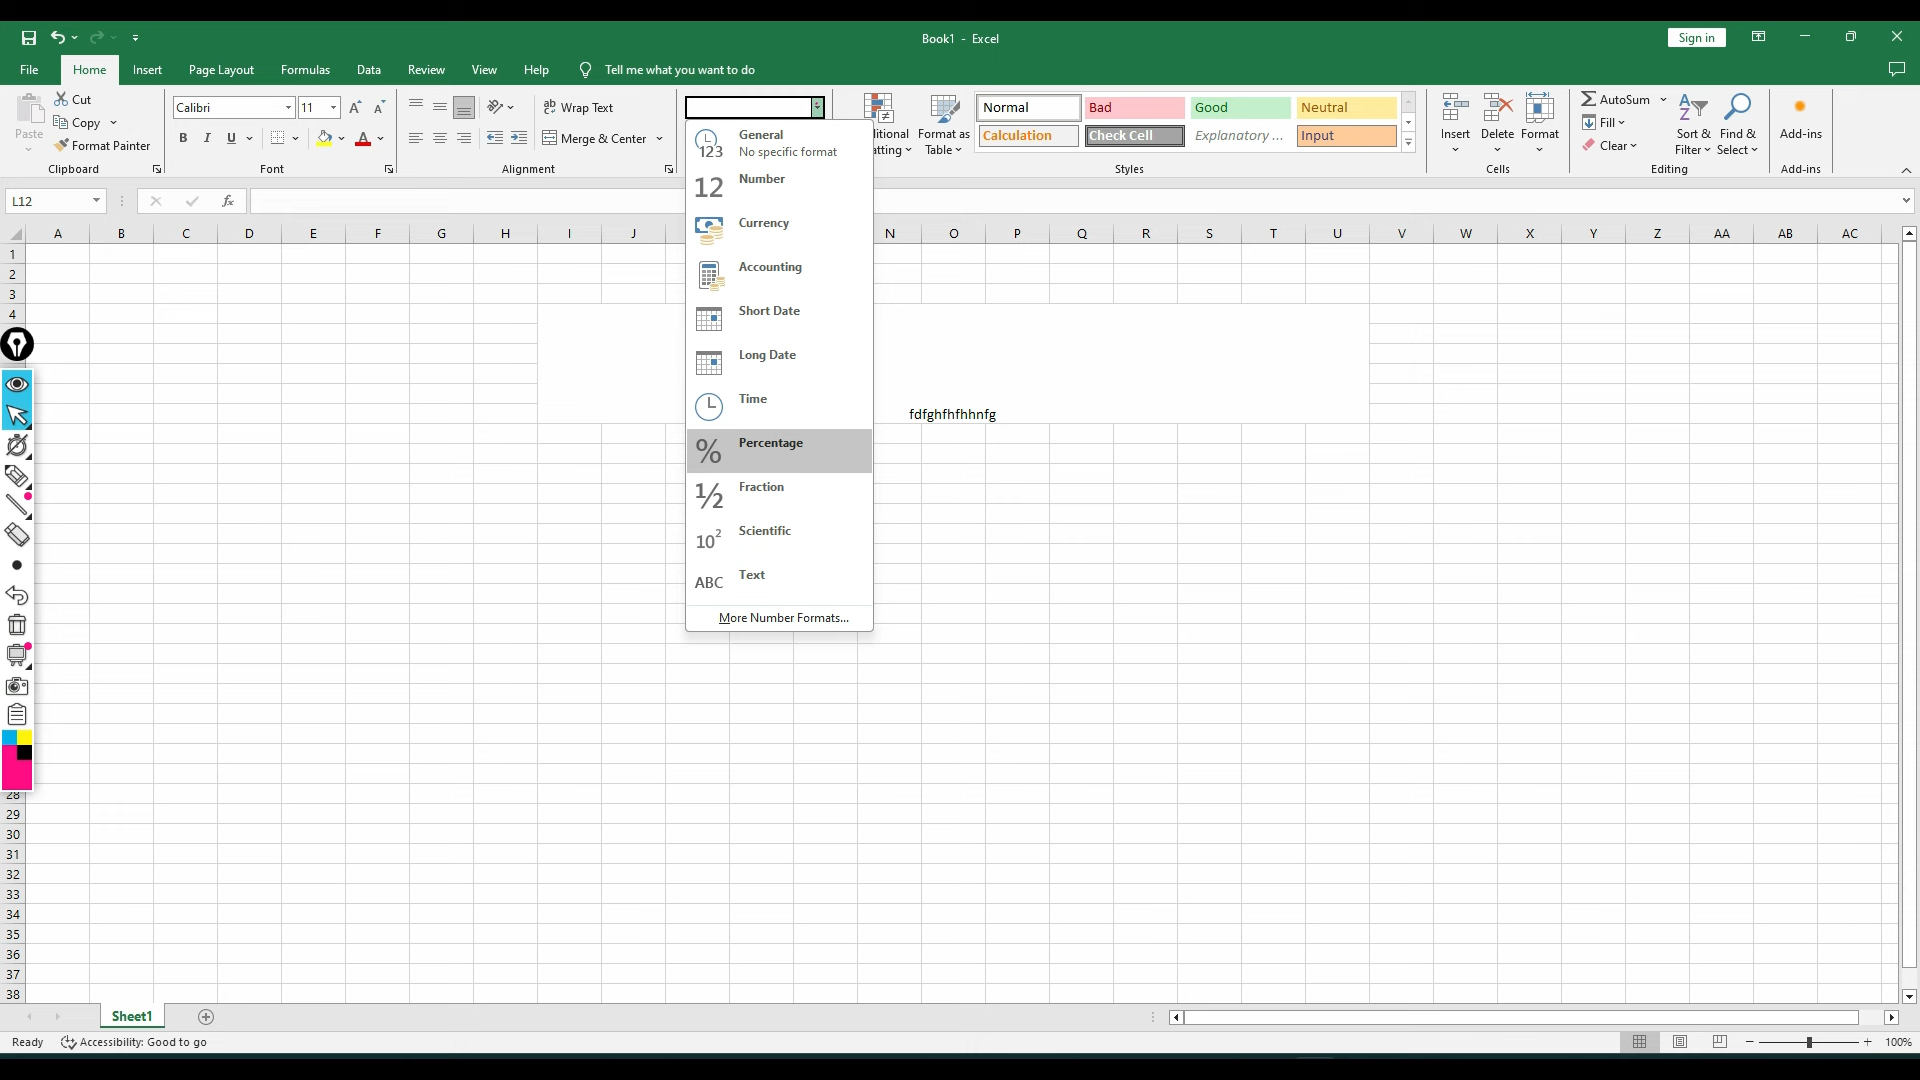 Book1 - Excel
Sign in
File Home Insert Page Layout Formulas Data Review View Help Tell me what you want to do
Paste
Cut
Copy
Format Painter
Clipboard
Calibri 11
B I U A
Font
ab Wrap Text
Merge & Center
Alignment
ditional
atting
Format as
Table
Normal Bad Good Neutral
Calculation Check Cell Explanatory ... Input
Styles
Insert Delete Format
Cells
AutoSum
Fill
Clear
Sort &
Filter
Find &
Select
Editing
Add-ins
Add-ins
L12
fx
General
No specific format
123
12 Number
Currency
Accounting
Short Date
Long Date
Time
% Percentage
½ Fraction
10² Scientific
ABC Text
More Number Formats...
A B C D E F G H I J N O P Q R S T U V W X Y Z AA AB AC
1
2
3
4
fdfghfhfhhnfg
28
29
30
31
32
33
34
35
36
37
38
Sheet1
Ready Accessibility: Good to go
100%